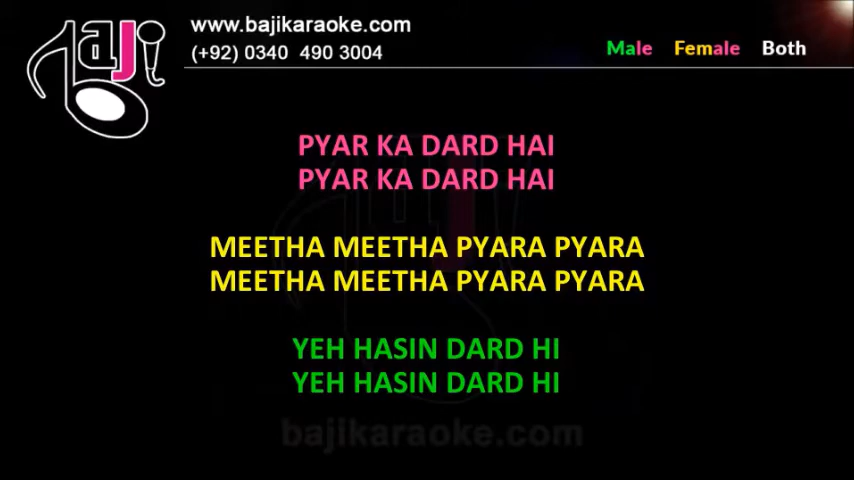 baji
www.bajikaraoke.com
(+92) 0340 490 3004
Male Female Both
PYAR KA DARD HAI
PYAR KA DARD HAI
MEETHA MEETHA PYARA PYARA
MEETHA MEETHA PYARA PYARA
YEH HASIN DARD HI
YEH HASIN DARD HI
bajikaraoke.com